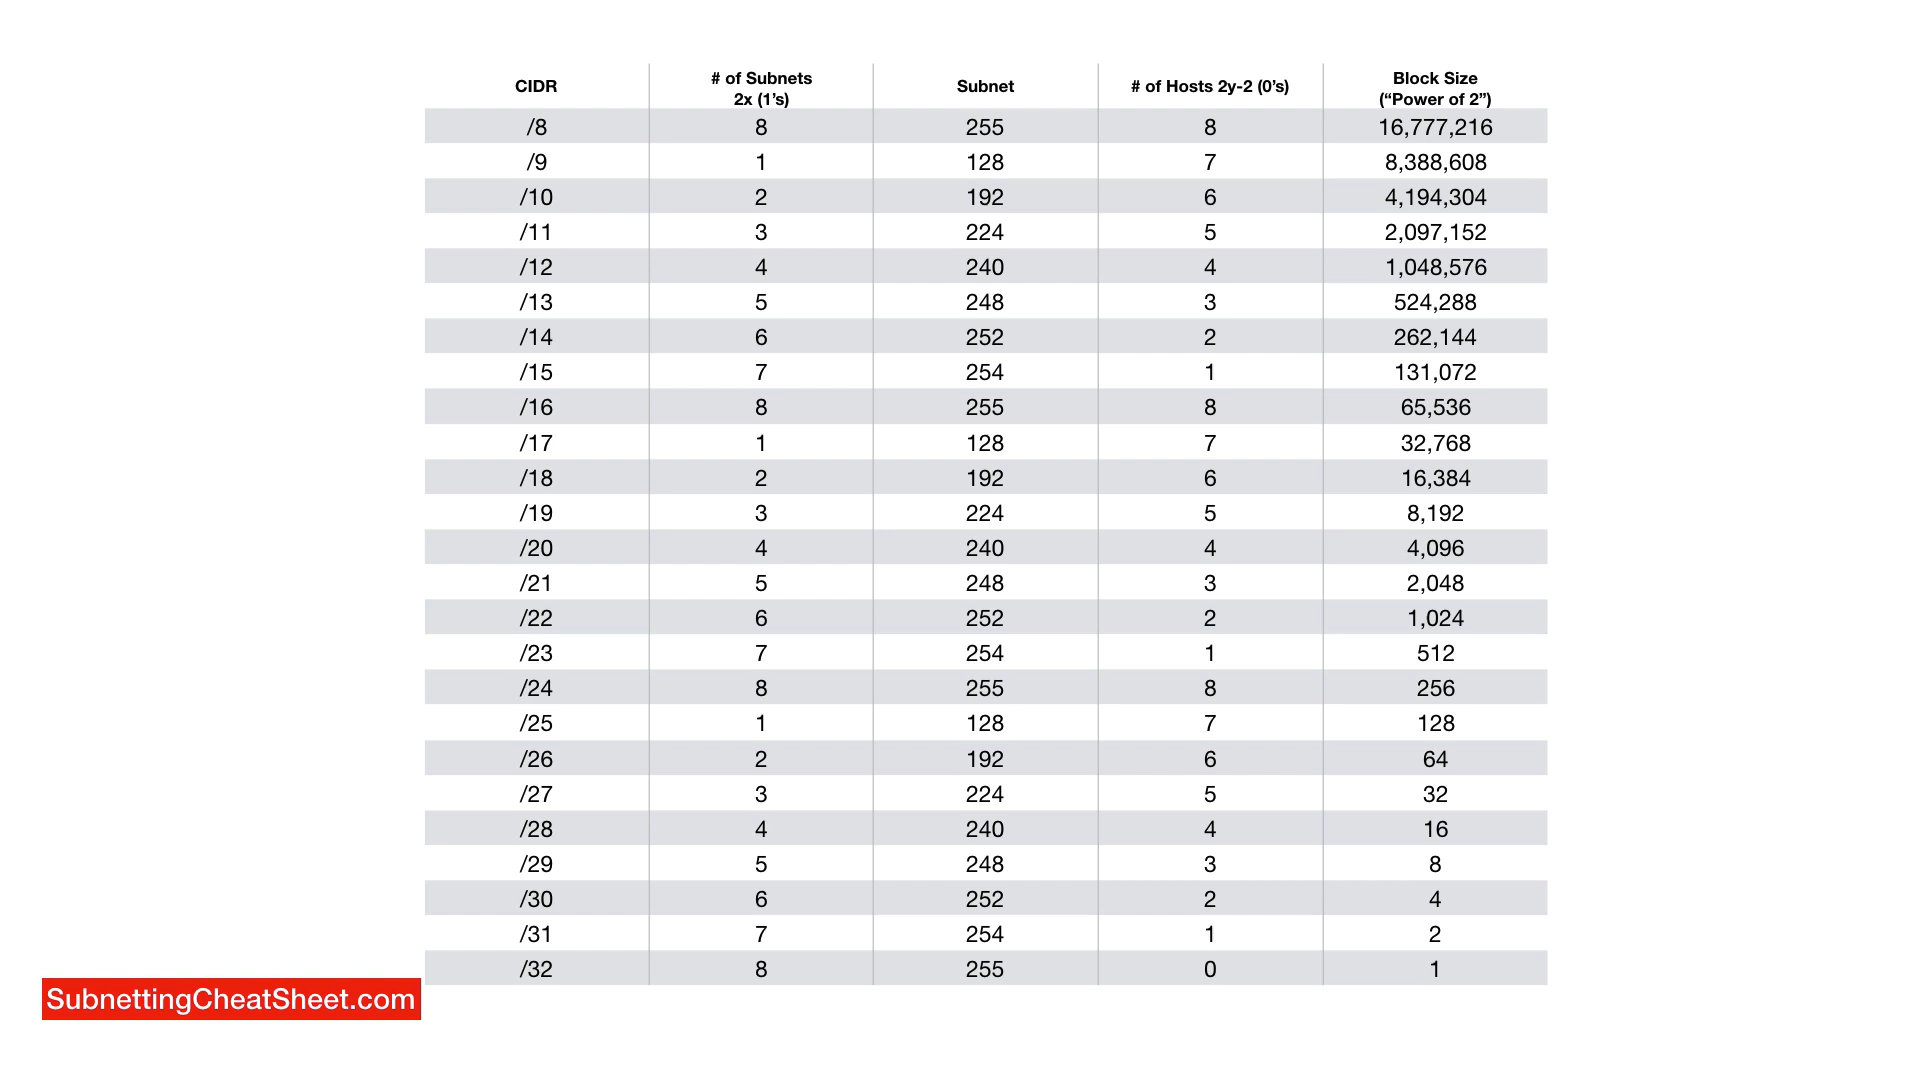 CIDR # of Subnets 2x (1’s) Subnet # of Hosts 2y-2 (0’s) Block Size (“Power of 2”)
/8 8 255 8 16,777,216
/9 1 128 7 8,388,608
/10 2 192 6 4,194,304
/11 3 224 5 2,097,152
/12 4 240 4 1,048,576
/13 5 248 3 524,288
/14 6 252 2 262,144
/15 7 254 1 131,072
/16 8 255 8 65,536
/17 1 128 7 32,768
/18 2 192 6 16,384
/19 3 224 5 8,192
/20 4 240 4 4,096
/21 5 248 3 2,048
/22 6 252 2 1,024
/23 7 254 1 512
/24 8 255 8 256
/25 1 128 7 128
/26 2 192 6 64
/27 3 224 5 32
/28 4 240 4 16
/29 5 248 3 8
/30 6 252 2 4
/31 7 254 1 2
/32 8 255 0 1
SubnettingCheatSheet.com